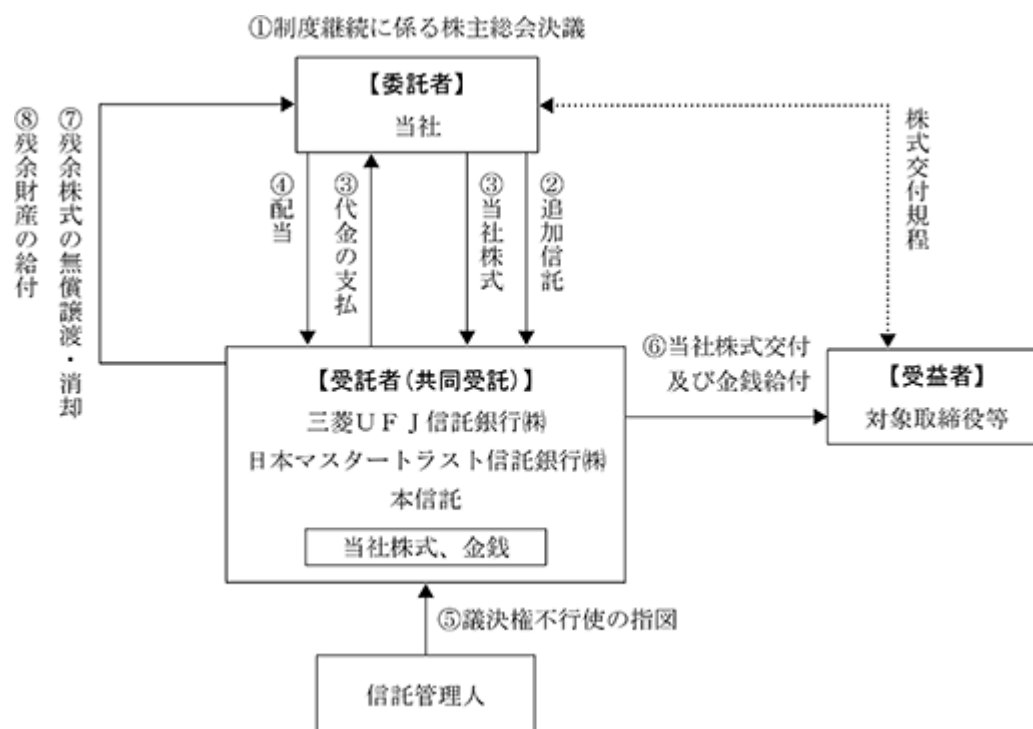 ①制度継続に係る株主総会決議
【委託者】
当社
⑧残余財産の給付
⑦残余株式の無償譲渡・消却
④配当
③代金の支払
③当社株式
②追加信託
株式交付規程
【受託者(共同受託)】
三菱UFJ信託銀行㈱
日本マスタートラスト信託銀行㈱
本信託
当社株式、金銭
⑥当社株式交付
及び金銭給付
【受益者】
対象取締役等
⑤議決権不行使の指図
信託管理人